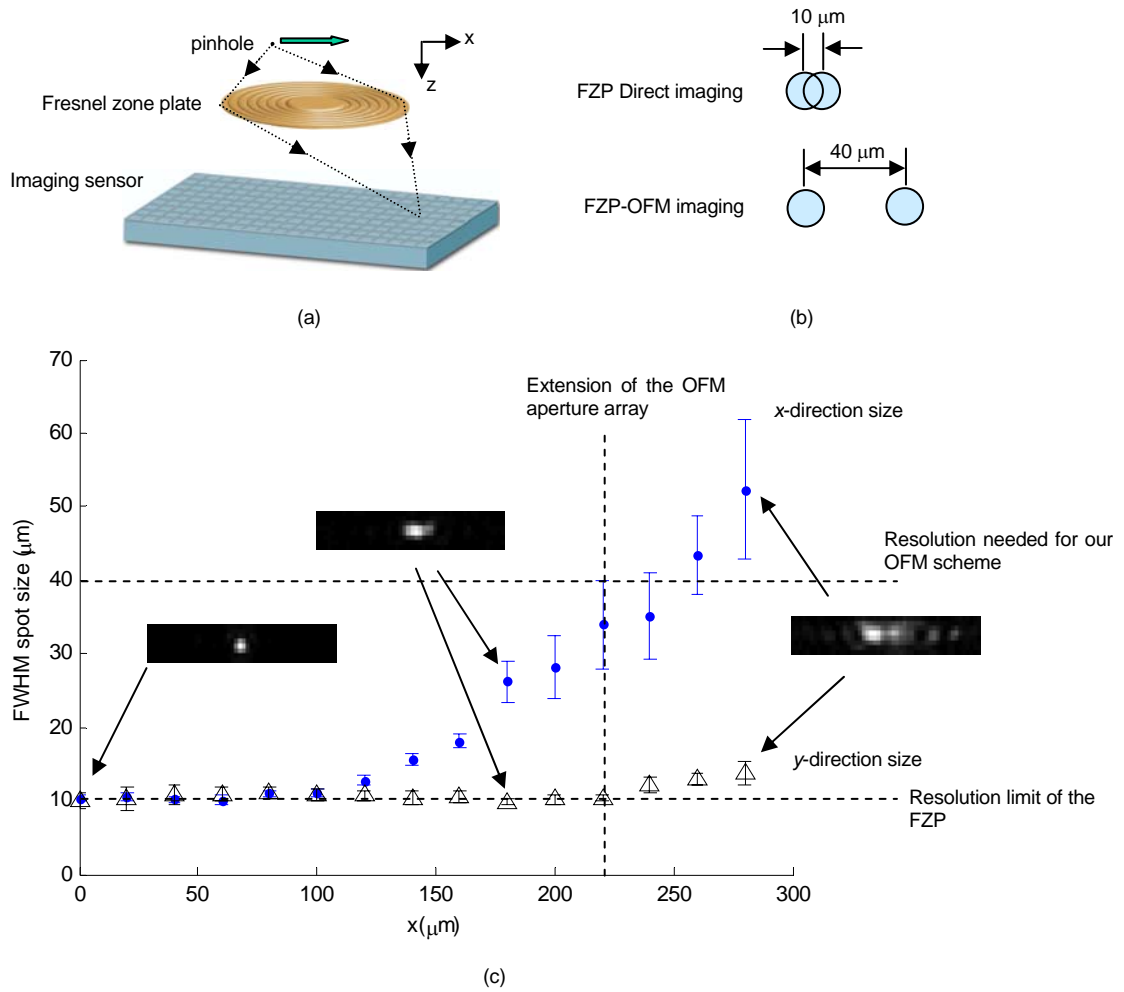 pinhole
x
z
Fresnel zone plate
Imaging sensor
(a)
10 μm
FZP Direct imaging
40 μm
FZP-OFM imaging
(b)
70
60
50
40
30
20
10
0
FWHM spot size (μm)
Extension of the OFM
aperture array
x-direction size
Resolution needed for our
OFM scheme
y-direction size
Resolution limit of the
FZP
0
50
100
150
200
250
300
x(μm)
(c)